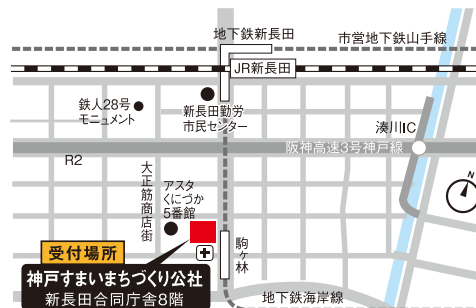 地下鉄新長田
市営地下鉄山手線
JR新長田
鉄人28号
モニュメント
新長田勤労
市民センター
湊川IC
阪神高速3号神戸線
R2
大正筋商店街
アスタ
くにづか
5番館
N
駒ヶ林
受付場所
神戸すまいまちづくり公社
新長田合同庁舎8階
地下鉄海岸線